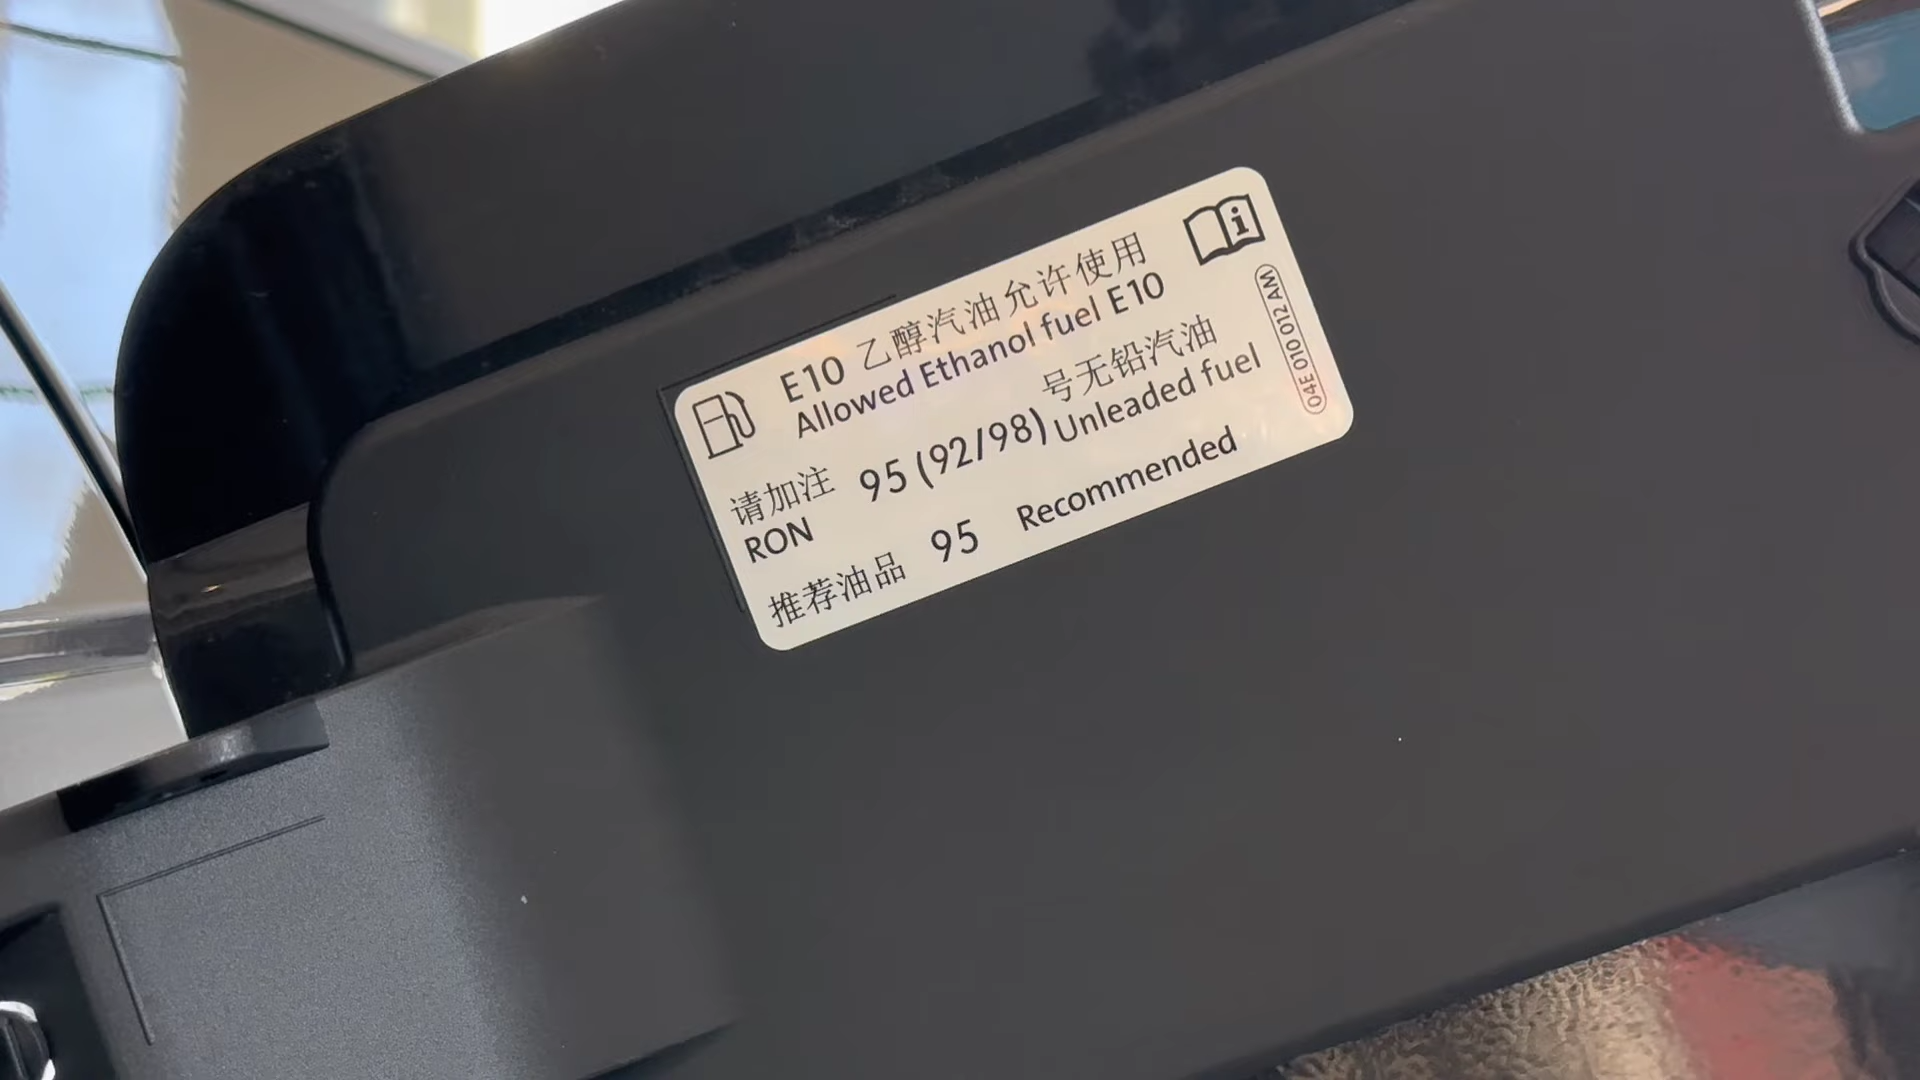 E10 乙醇汽油允许使用
Allowed Ethanol fuel E10
请加注 95 (92/98) 号无铅汽油
RON Unleaded fuel
推荐油品 95 Recommended
04E 010 012 AM